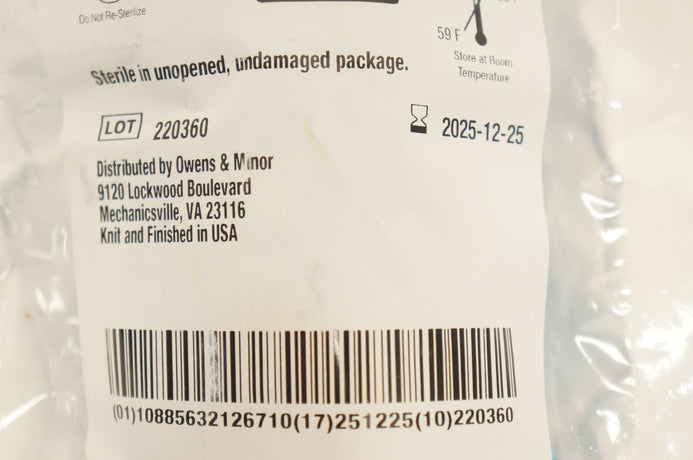 Do Not Re-Sterilize
59°F
Store at Room
Temperature
Sterile in unopened, undamaged package.
LOT 220360
2025-12-25
Distributed by Owens & Minor
9120 Lockwood Boulevard
Mechanicsville, VA 23116
Knit and Finished in USA
(01)10885632126710(17)251225(10)220360